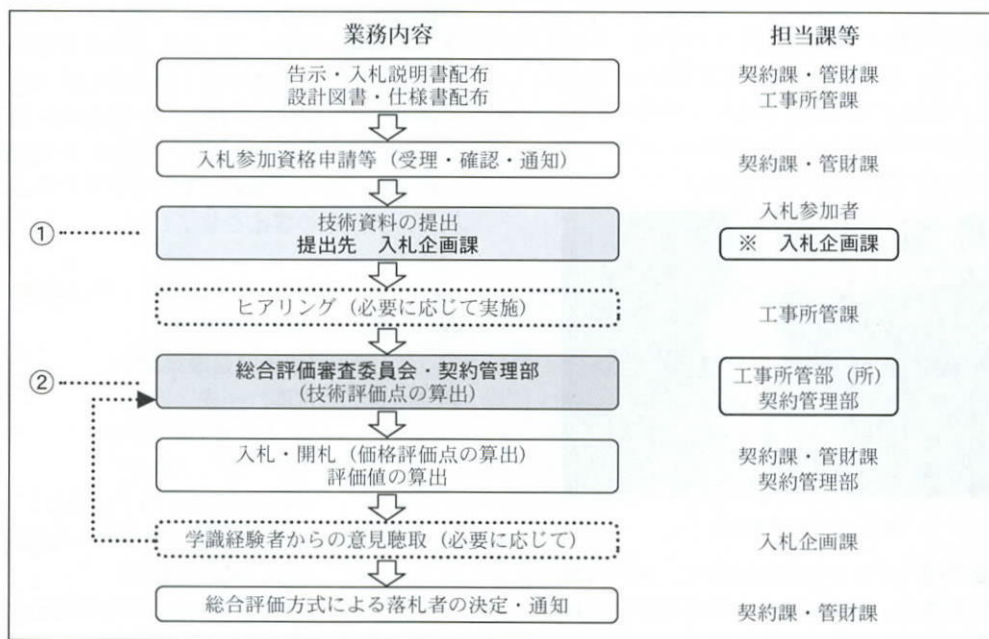 業務内容　担当課等
告示・入札説明書配布　契約課・管財課
設計図書・仕様書配布　工事所管課
入札参加資格申請等（受理・確認・通知）　契約課・管財課
技術資料の提出　入札参加者
①　提出先　入札企画課　※　入札企画課
ヒアリング（必要に応じて実施）　工事所管課
②　総合評価審査委員会・契約管理部　工事所管部（所）
（技術評価点の算出）　契約管理部
入札・開札（価格評価点の算出）　契約課・管財課
評価値の算出　契約管理部
学識経験者からの意見聴取（必要に応じて）　入札企画課
総合評価方式による落札者の決定・通知　契約課・管財課